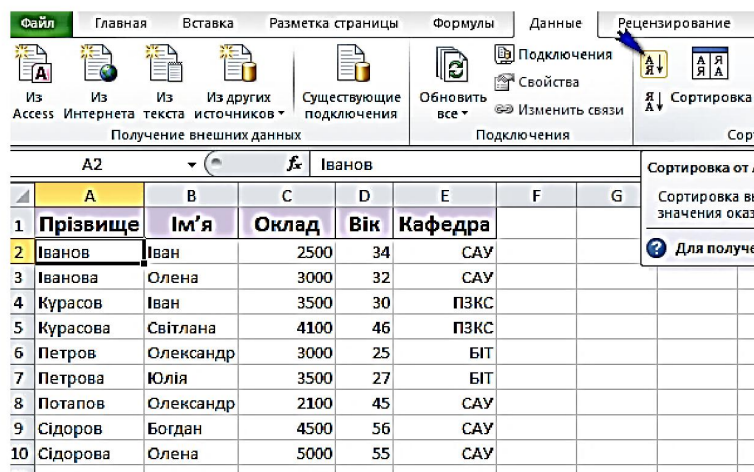 Файл Главная Вставка Разметка страницы Формулы Данные Рецензирование
Из Access Из Интернета Из текста Из других источников Существующие подключения
Обновить все
Подключения
Свойства
Изменить связи
Сортировка
Получение внешних данных Подключения
A2 fx Іванов
Сортировка от
Сортировка
значения
Для
A B C D E F G
1 Прізвище Ім’я Оклад Вік Кафедра
2 Іванов Іван 2500 34 САУ
3 Іванова Олена 3000 32 САУ
4 Курасов Іван 3500 30 ПЗКС
5 Курасова Світлана 4100 46 ПЗКС
6 Петров Олександр 3000 25 БІТ
7 Петрова Юлія 3500 27 БІТ
8 Потапов Олександр 2100 45 САУ
9 Сідоров Богдан 4500 56 САУ
10 Сідорова Олена 5000 55 САУ